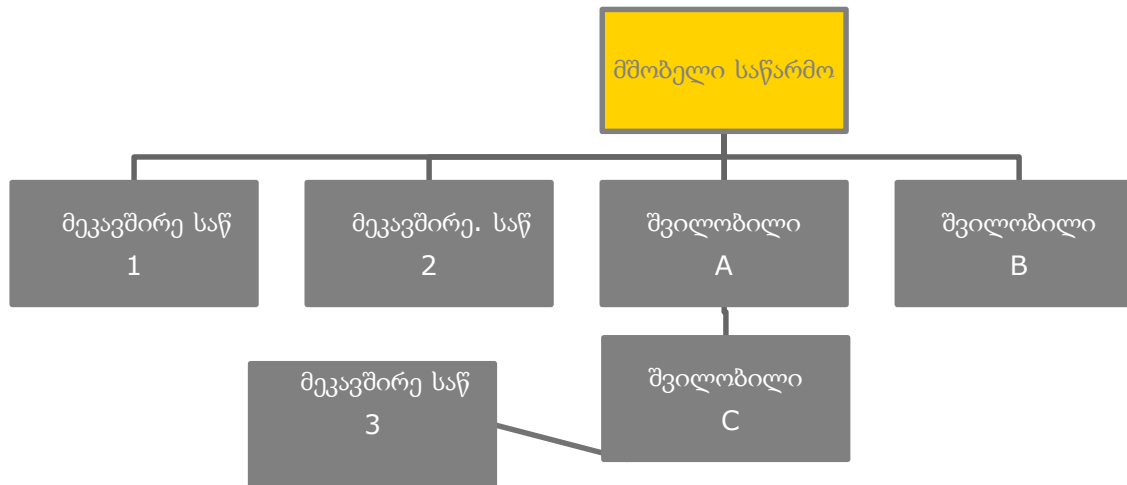 მშობელი საწარმო
მეკავშირე საწ
1
მეკავშირე. საწ
2
შვილობილი
A
შვილობილი
B
მეკავშირე საწ
3
შვილობილი
C